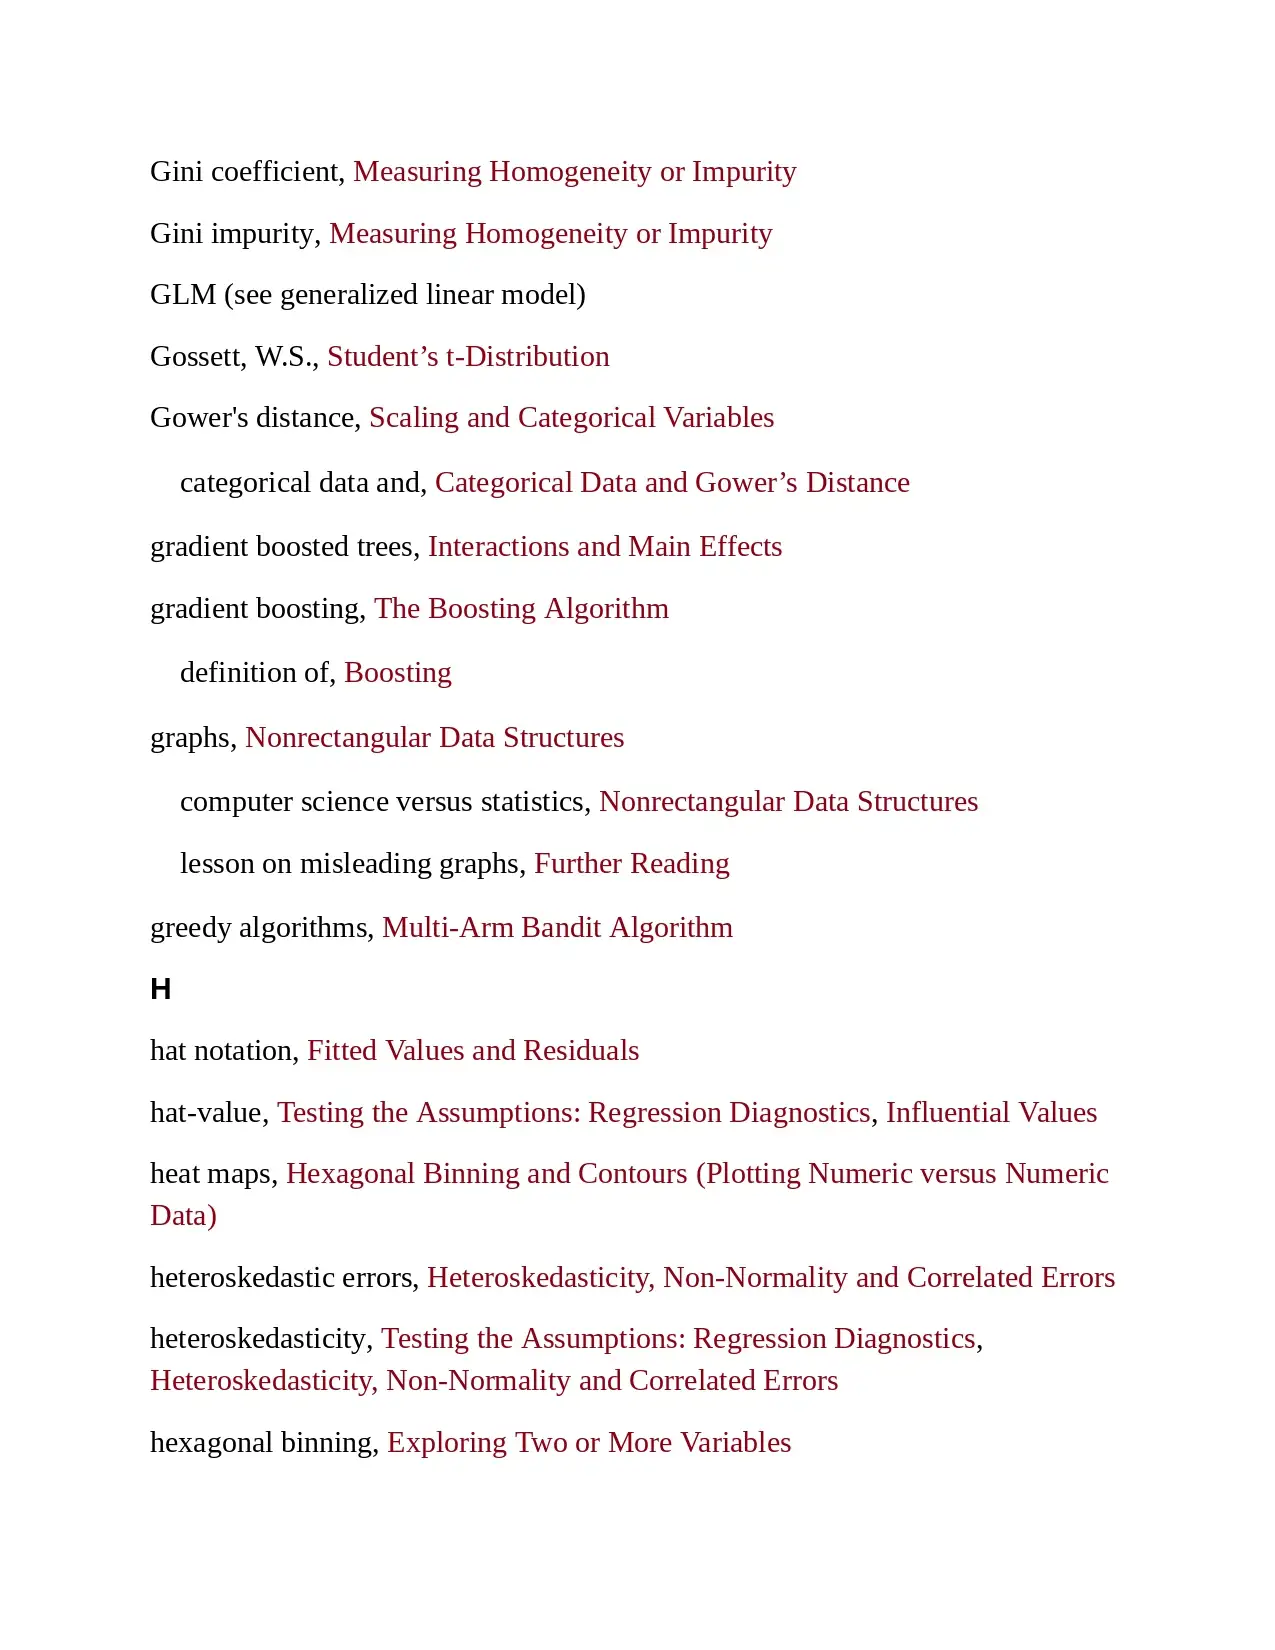 Gini coefficient, Measuring Homogeneity or Impurity
Gini impurity, Measuring Homogeneity or Impurity
GLM (see generalized linear model)
Gossett, W.S., Student’s t-Distribution
Gower's distance, Scaling and Categorical Variables
categorical data and, Categorical Data and Gower’s Distance
gradient boosted trees, Interactions and Main Effects
gradient boosting, The Boosting Algorithm
definition of, Boosting
graphs, Nonrectangular Data Structures
computer science versus statistics, Nonrectangular Data Structures
lesson on misleading graphs, Further Reading
greedy algorithms, Multi-Arm Bandit Algorithm
H
hat notation, Fitted Values and Residuals
hat-value, Testing the Assumptions: Regression Diagnostics, Influential Values
heat maps, Hexagonal Binning and Contours (Plotting Numeric versus Numeric
Data)
heteroskedastic errors, Heteroskedasticity, Non-Normality and Correlated Errors
heteroskedasticity, Testing the Assumptions: Regression Diagnostics,
Heteroskedasticity, Non-Normality and Correlated Errors
hexagonal binning, Exploring Two or More Variables